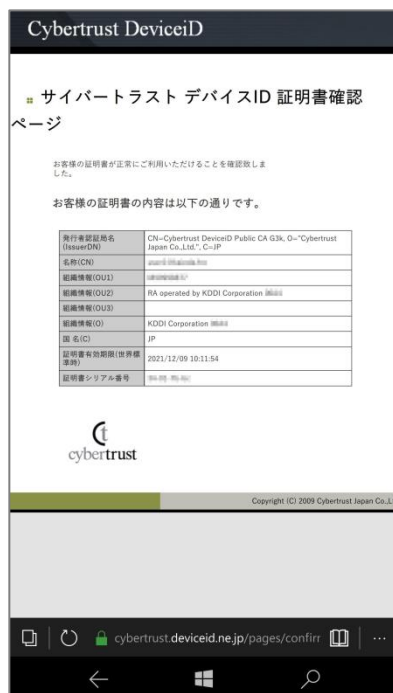 Cybertrust DeviceiD
サイバートラスト デバイスID 証明書確認
ページ
お客様の証明書が正常にご利用いただけることを確認致しま
した。
お客様の証明書の内容は以下の通りです。
発行者認証局名 CN=Cybertrust DeviceiD Public CA G3k, O="Cybertrust
(IssuerDN) Japan Co.,Ltd.", C=JP
名称(CN)
組織情報(OU1)
組織情報(OU2) RA operated by KDDI Corporation
組織情報(OU3)
組織情報(O) KDDI Corporation
国 名(C) JP
証明書有効期限(世界標 2021/12/09 10:11:54
準時)
証明書シリアル番号
cybertrust
Copyright (C) 2009 Cybertrust Japan Co.,L
cybertrust.deviceid.ne.jp/pages/confirr